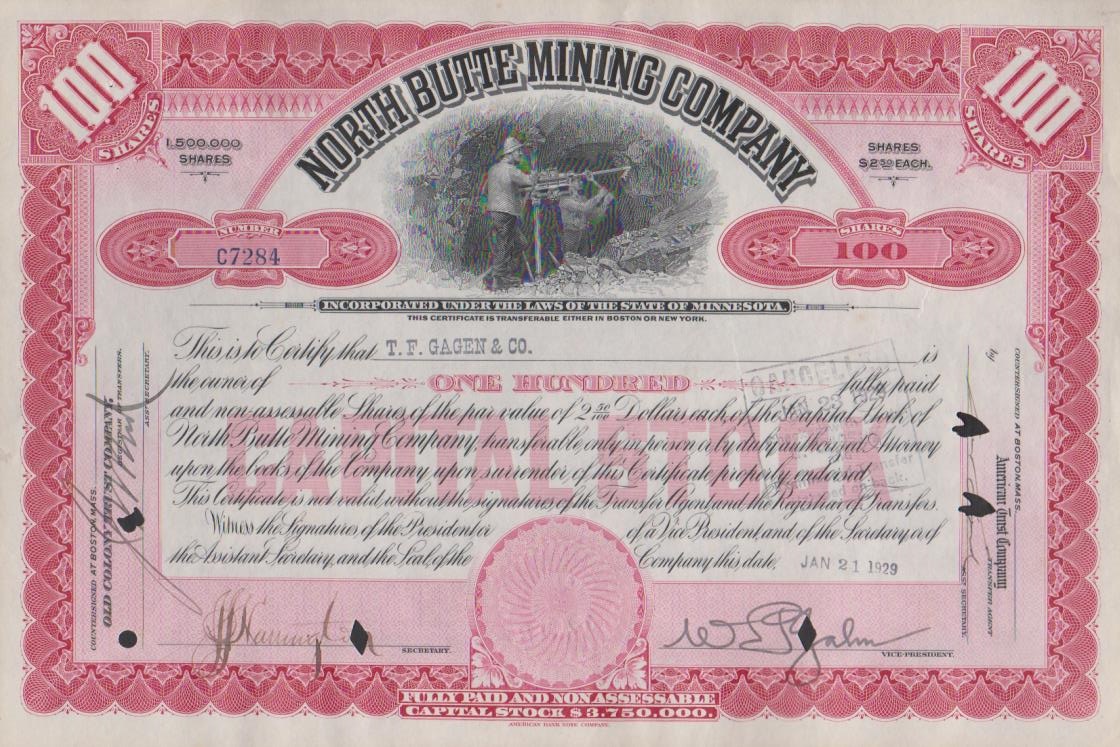 100
SHARES
100
SHARES
NORTH BUTTE MINING COMPANY
1,500,000
SHARES
SHARES
$2.50 EACH.
NUMBER
C7284
SHARES
100
INCORPORATED UNDER THE LAWS OF THE STATE OF MINNESOTA.
THIS CERTIFICATE IS TRANSFERABLE EITHER IN BOSTON OR NEW YORK.
This is to Certify that T. F. GAGEN & CO. is
the owner of ONE HUNDRED fully paid
and non-assessable Shares of the par value of 2 50/100 Dollars each, of the Capital Stock of
North Butte Mining Company, transferable only in person or by duly authorized Attorney
upon the books of the Company upon surrender of this Certificate properly endorsed.
This Certificate is not valid without the signatures of the Transfer Agent and the Registrar of Transfers.
Witness the Signatures of the President or of a Vice President and of the Secretary or of
the Assistant Secretary, and the Seal of the Company this date, JAN 21 1929
CAPITAL STOCK
CANCELLED
COUNTERSIGNED AT BOSTON, MASS.
OLD COLONY TRUST COMPANY,
REGISTRAR OF TRANSFERS.
ASST SECRETARY.
COUNTERSIGNED AT BOSTON, MASS.
American Trust Company
TRANSFER AGENT
by
ASST SECRETARY.
SECRETARY.
VICE-PRESIDENT.
FULLY PAID AND NON ASSESSABLE
CAPITAL STOCK $3,750,000.
AMERICAN BANK NOTE COMPANY.